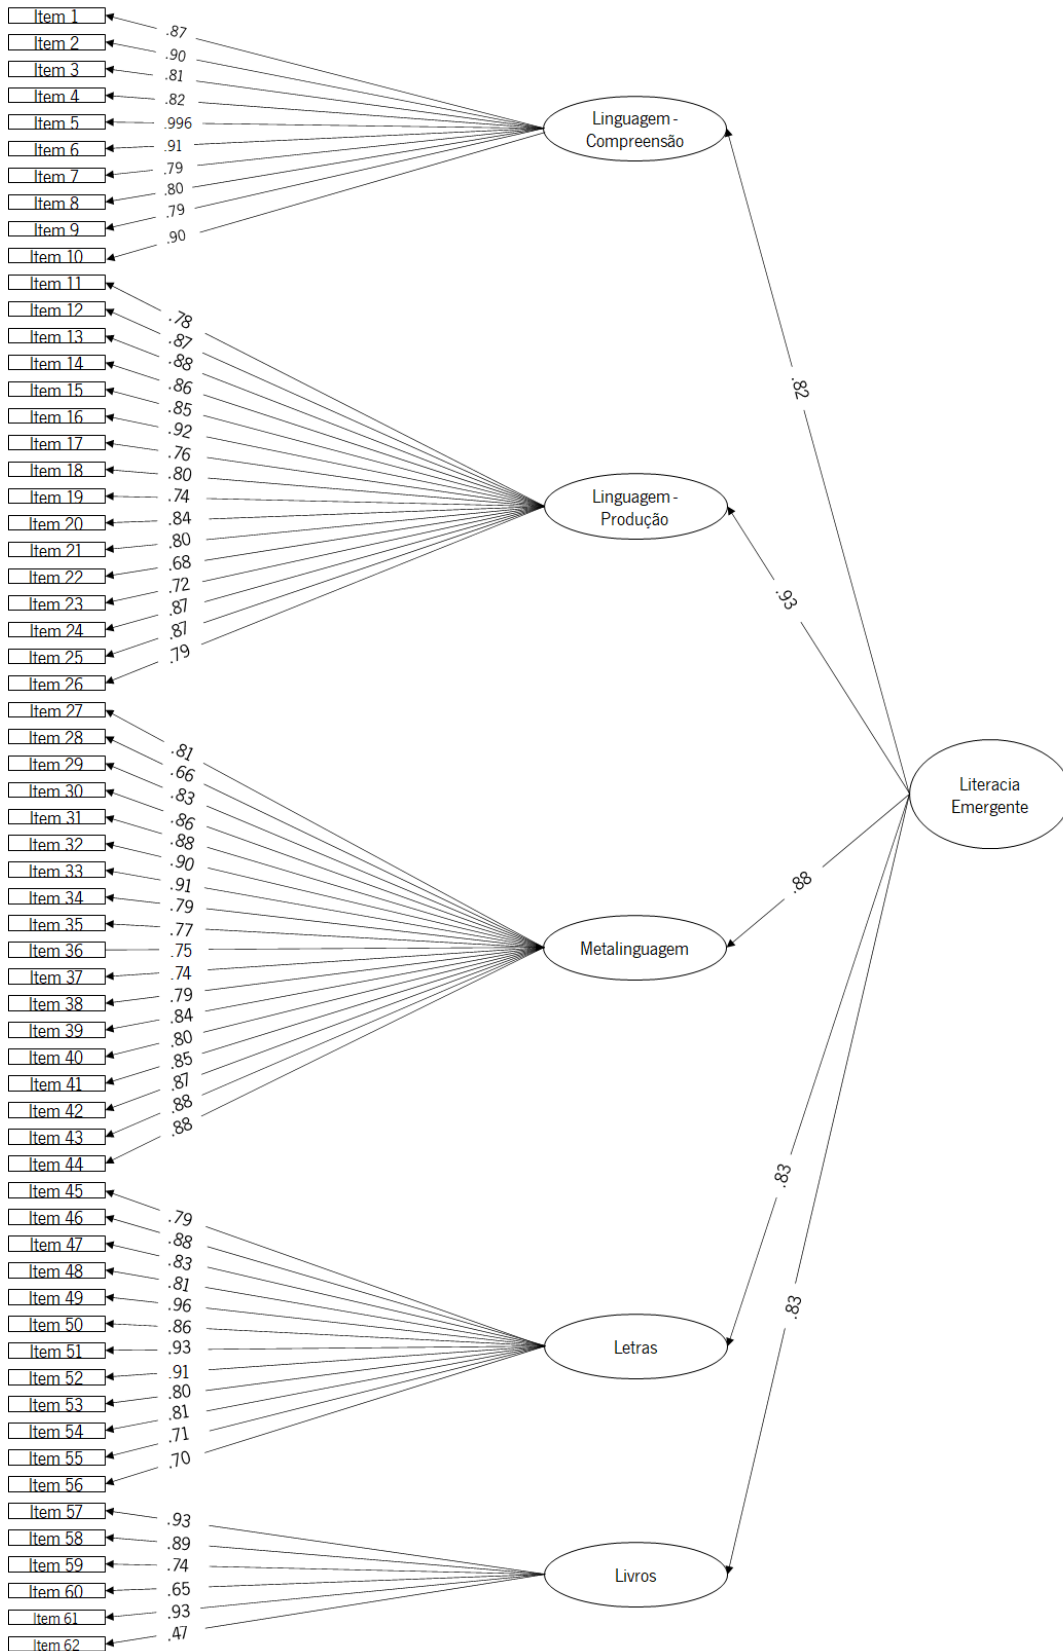 Item 1
.87
Item 2
.90
Item 3
.81
Item 4
.82
Item 5
.996
Item 6
.91
Item 7
.79
Item 8
.80
Item 9
.79
Item 10
.90
Linguagem -
Compreensão
.82
Item 11
.78
Item 12
.87
Item 13
.88
Item 14
.86
Item 15
.85
Item 16
.92
Item 17
.76
Item 18
.80
Item 19
.74
Item 20
.84
Item 21
.80
Item 22
.68
Item 23
.72
Item 24
.87
Item 25
.87
Item 26
.79
Linguagem -
Produção
.93
Item 27
.81
Item 28
.66
Item 29
.83
Item 30
.86
Item 31
.88
Item 32
.90
Item 33
.91
Item 34
.79
Item 35
.77
Item 36
.75
Item 37
.74
Item 38
.79
Item 39
.84
Item 40
.80
Item 41
.85
Item 42
.87
Item 43
.88
Item 44
.88
Metalinguagem
.88
Literacia
Emergente
Item 45
.79
Item 46
.88
Item 47
.83
Item 48
.81
Item 49
.96
Item 50
.86
Item 51
.93
Item 52
.91
Item 53
.80
Item 54
.81
Item 55
.71
Item 56
.70
Letras
.83
Item 57
.93
Item 58
.89
Item 59
.74
Item 60
.65
Item 61
.93
Item 62
.47
Livros
.83